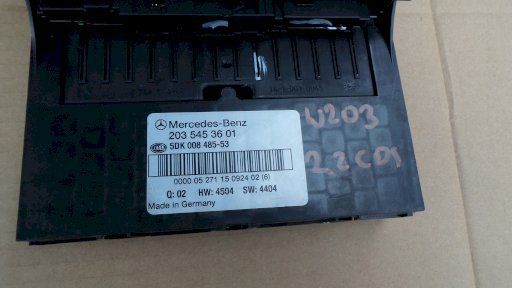 Mercedes-Benz
203 545 36 01
5DK 008 485-53
0000 05 271 15 0924 02 (6)
Q: 02 HW: 4504 SW: 4404
Made in Germany
W203
2.2CDI